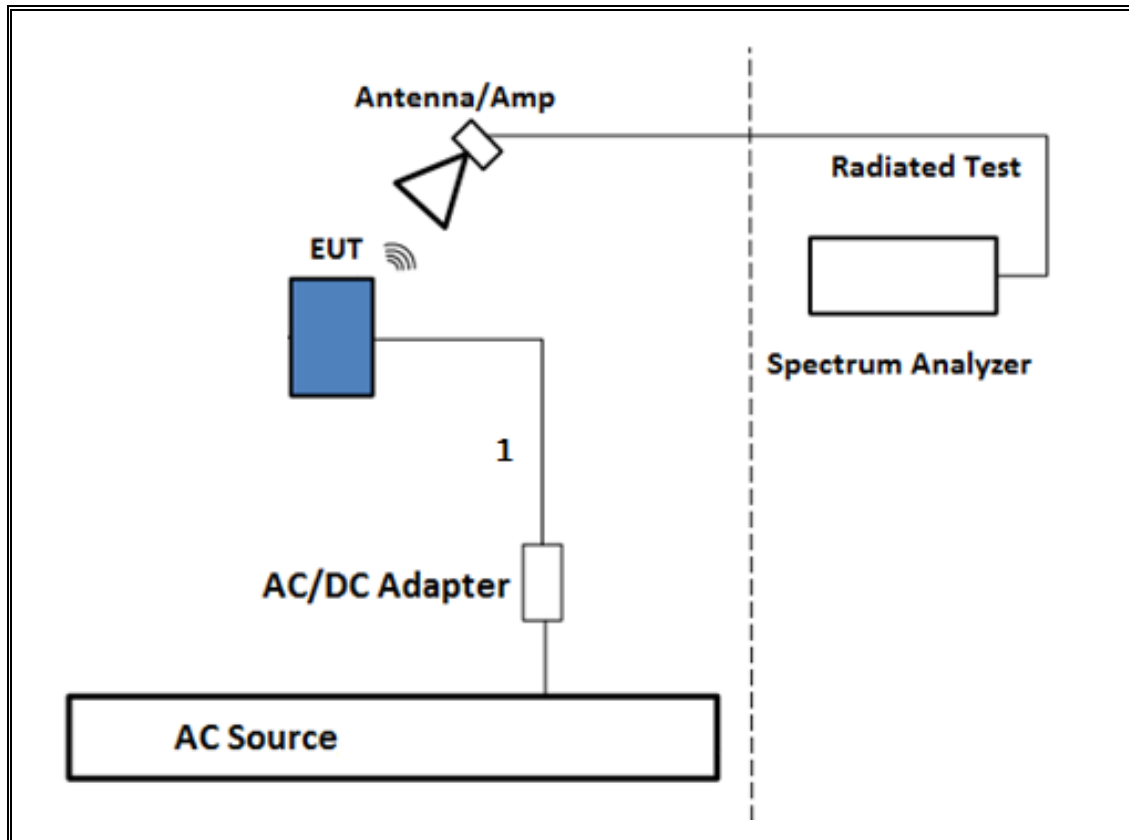 Antenna/Amp
Radiated Test
EUT
Spectrum Analyzer
1
AC/DC Adapter
AC Source